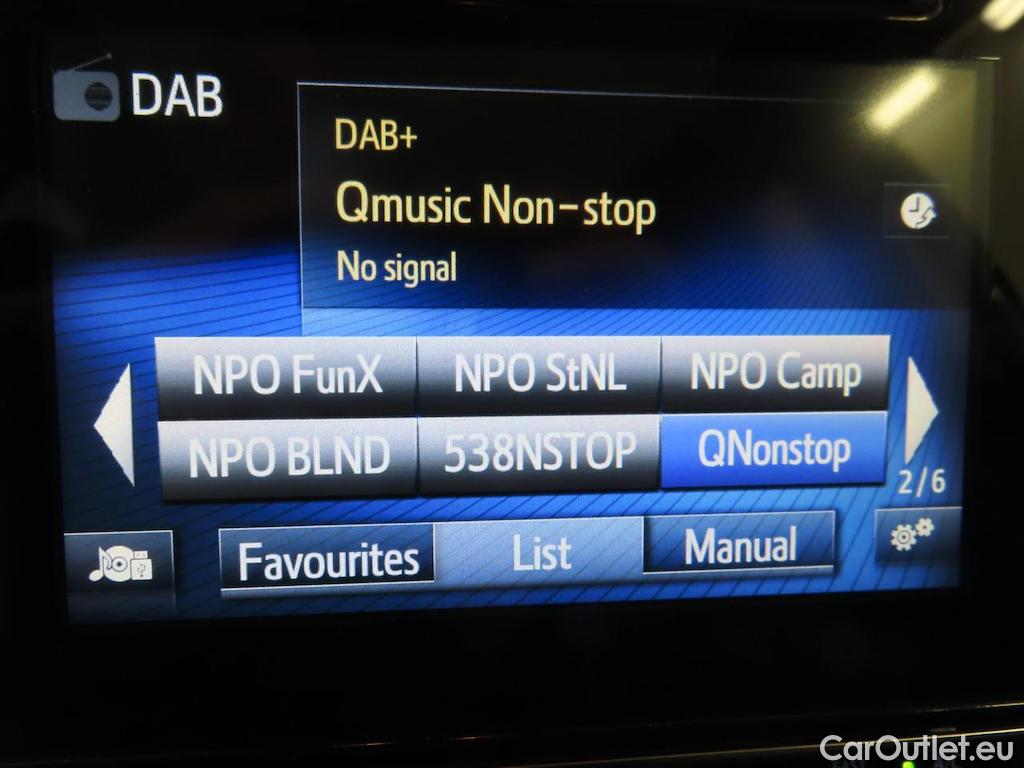 DAB
DAB+
Qmusic Non-stop
No signal
NPO FunX NPO StNL NPO Camp
NPO BLND 538NSTOP QNonstop
2/6
Favourites List Manual
CarOutlet.eu